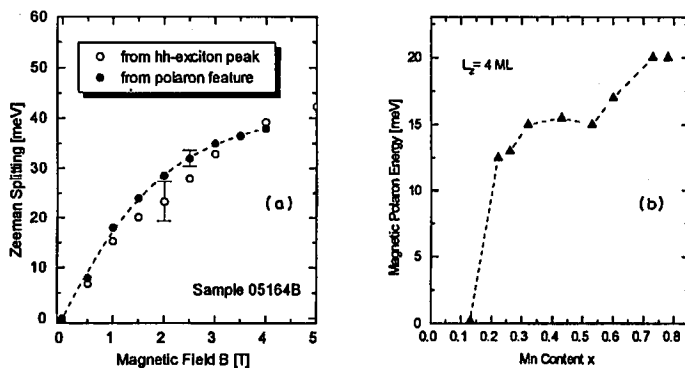 60
50
40
30
20
10
0
Zeeman Splitting [meV]
from hh-exciton peak
from polaron feature
(a)
Sample 05164B
0 1 2 3 4 5
Magnetic Field B [T]
20
15
10
5
0
Magnetic Polaron Energy [meV]
L_z = 4 ML
(b)
0.0 0.1 0.2 0.3 0.4 0.5 0.6 0.7 0.8 0.9
Mn Content x